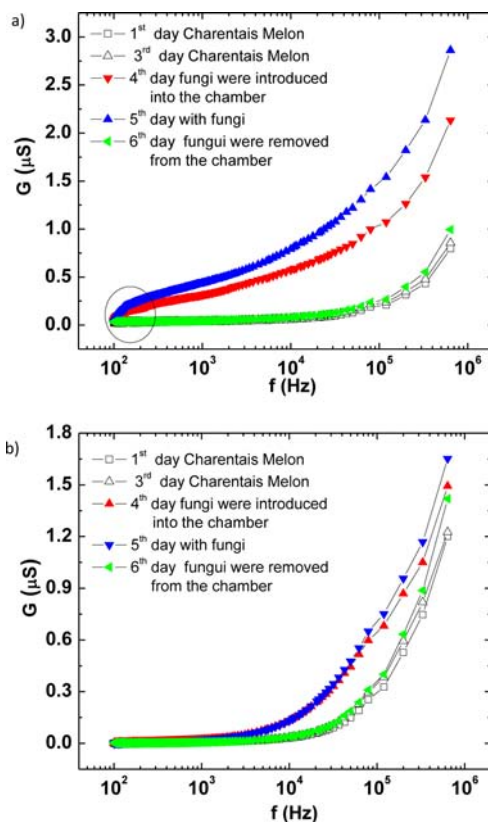 a)
3.0
2.5
2.0
1.5
1.0
0.5
0.0
G (μS)
1st day Charentais Melon
3rd day Charentais Melon
4th day fungi were introduced
into the chamber
5th day with fungi
6th day fungui were removed
from the chamber
10² 10³ 10⁴ 10⁵ 10⁶
f (Hz)
b)
1.8
1.5
1.2
0.9
0.6
0.3
0.0
G (μS)
1st day Charentais Melon
3rd day Charentais Melon
4th day fungi were introduced
into the chamber
5th day with fungi
6th day fungui were removed
from the chamber
10² 10³ 10⁴ 10⁵ 10⁶
f (Hz)